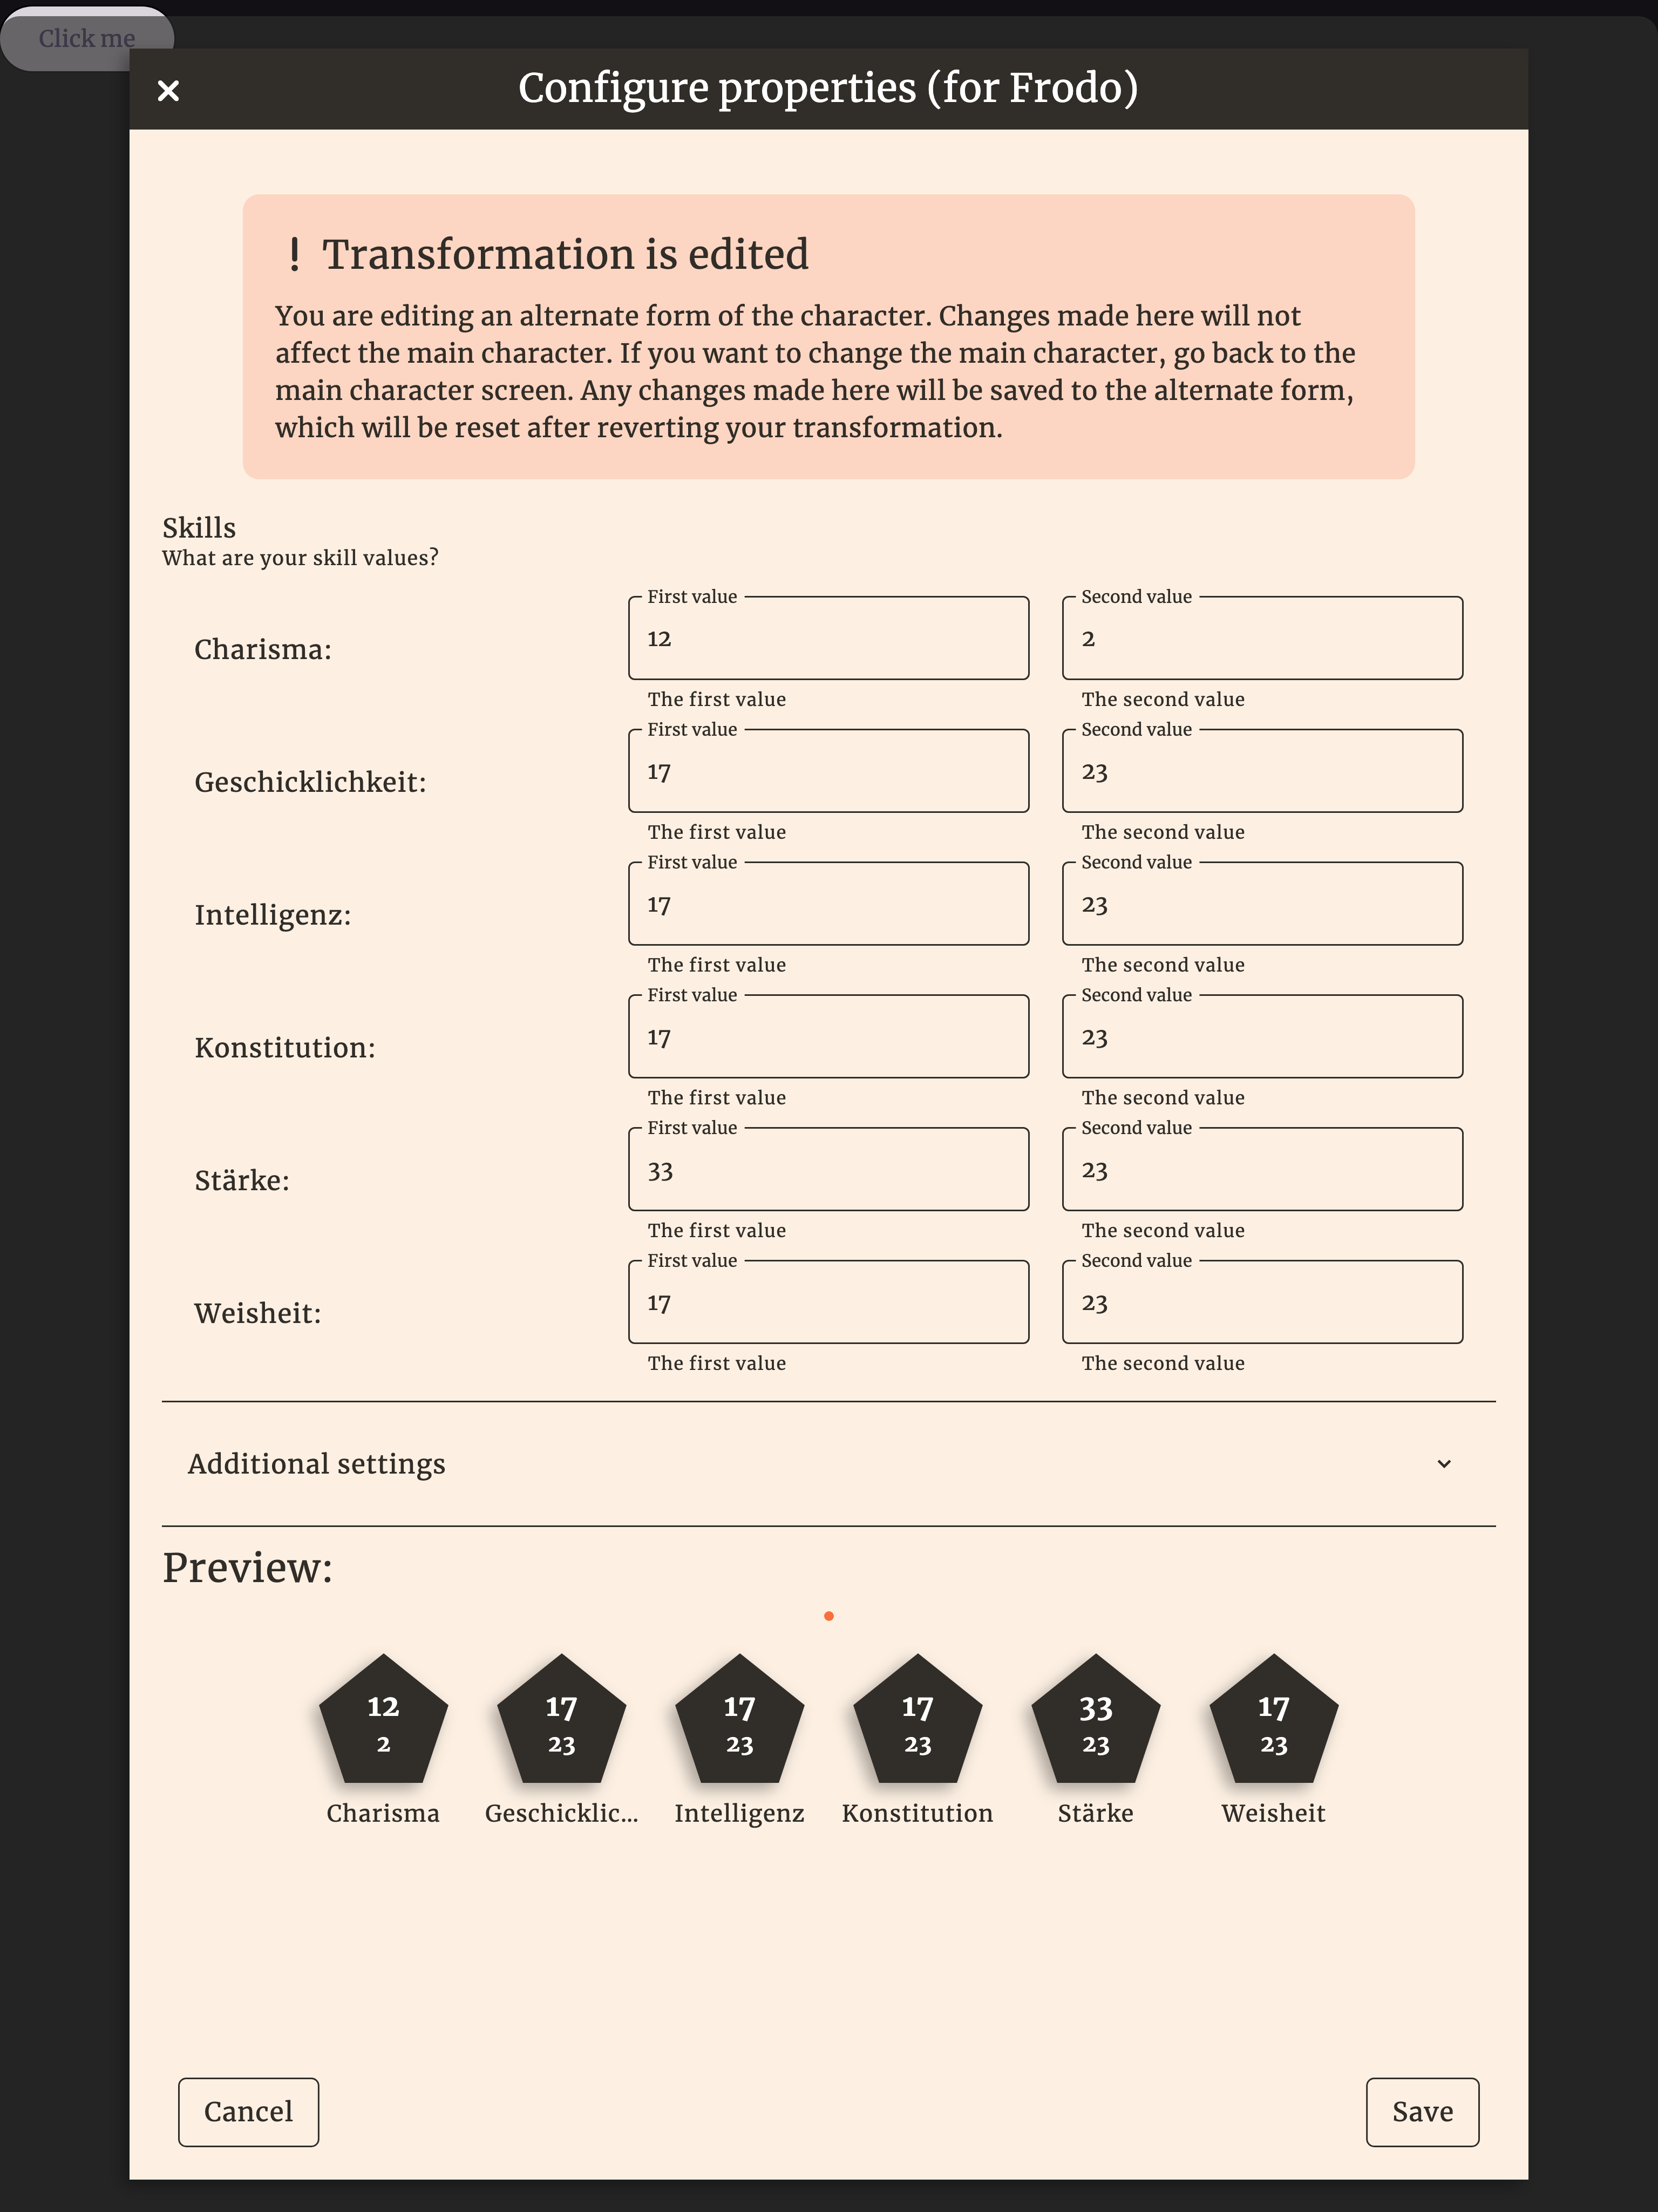 Click me
Configure properties (for Frodo)
! Transformation is edited
You are editing an alternate form of the character. Changes made here will not
affect the main character. If you want to change the main character, go back to the
main character screen. Any changes made here will be saved to the alternate form,
which will be reset after reverting your transformation.
Skills
What are your skill values?
First value
Second value
Charisma:
12
2
The first value
The second value
First value
Second value
Geschicklichkeit:
17
23
The first value
The second value
First value
Second value
Intelligenz:
17
23
The first value
The second value
First value
Second value
Konstitution:
17
23
The first value
The second value
First value
Second value
Stärke:
33
23
The first value
The second value
First value
Second value
Weisheit:
17
23
The first value
The second value
Additional settings
Preview:
12
2
Charisma
17
23
Geschicklic...
17
23
Intelligenz
17
23
Konstitution
33
23
Stärke
17
23
Weisheit
Cancel
Save